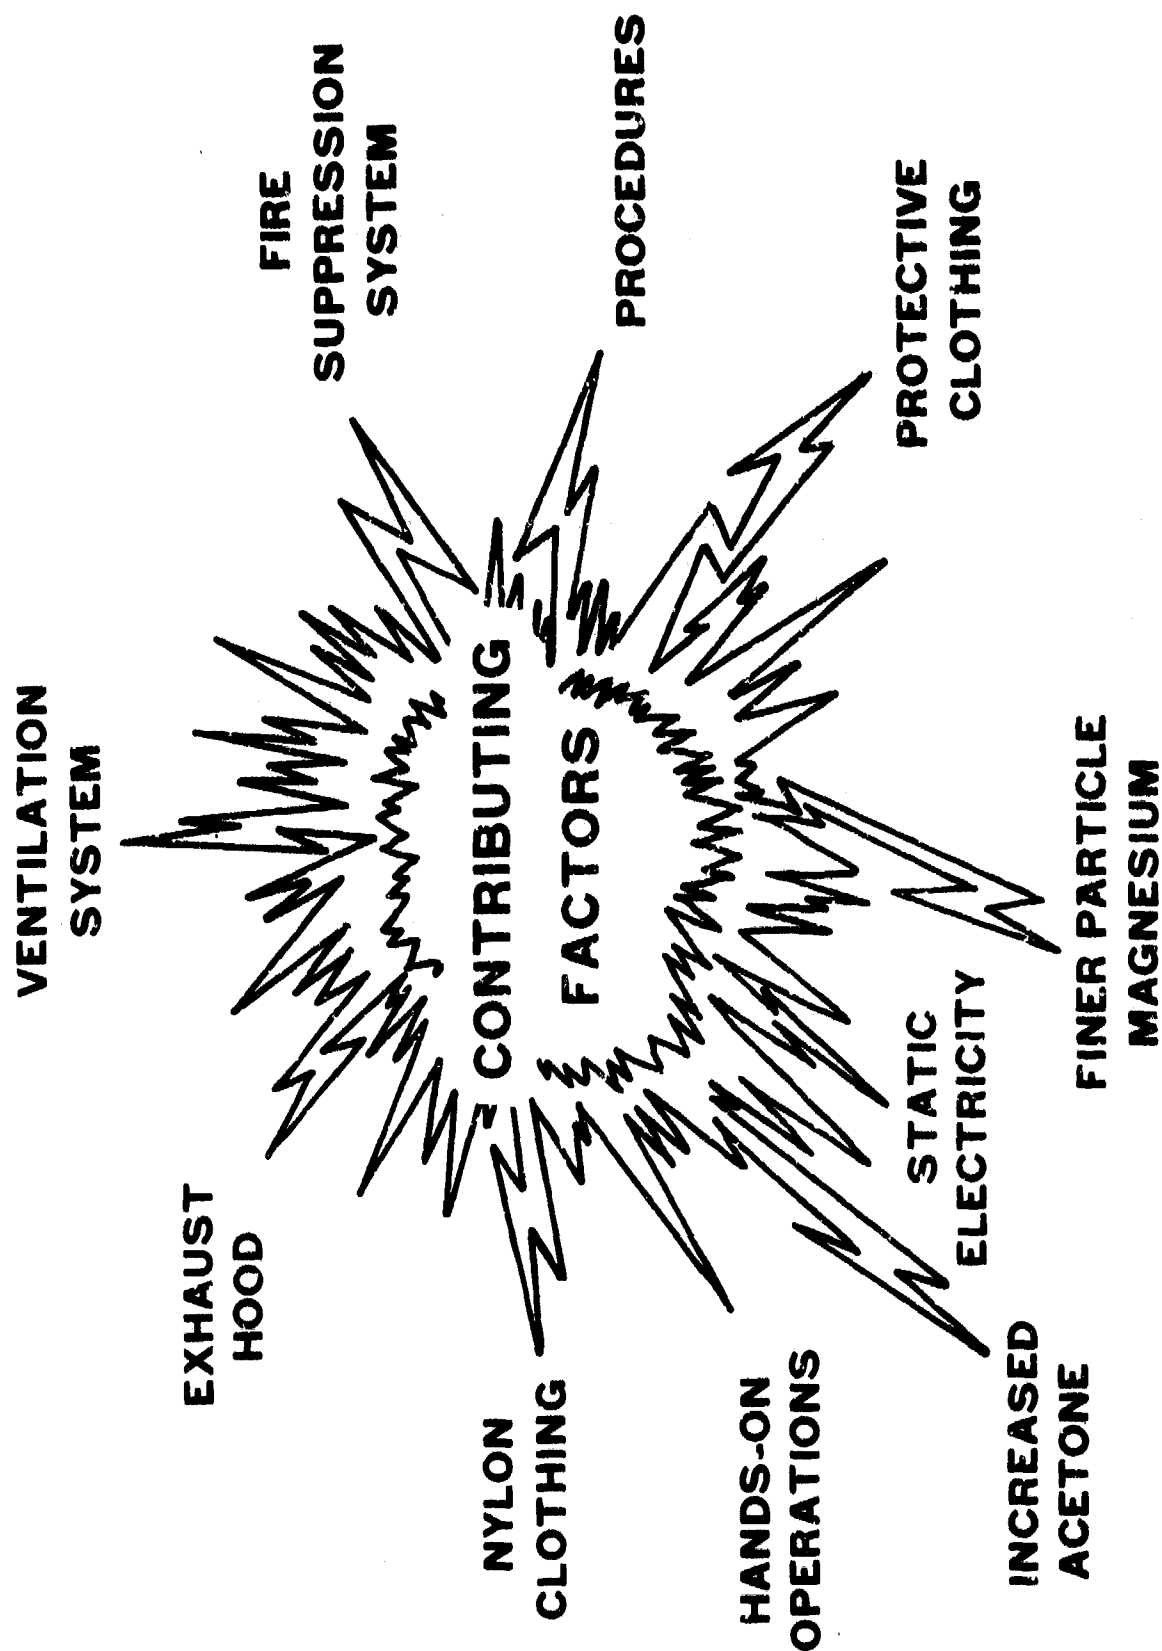 VENTILATION
SYSTEM
FIRE
SUPPRESSION
SYSTEM
EXHAUST
HOOD
PROCEDURES
CONTRIBUTING
FACTORS
NYLON
CLOTHING
PROTECTIVE
CLOTHING
HANDS-ON
OPERATIONS
STATIC
ELECTRICITY
INCREASED
ACETONE
FINER PARTICLE
MAGNESIUM